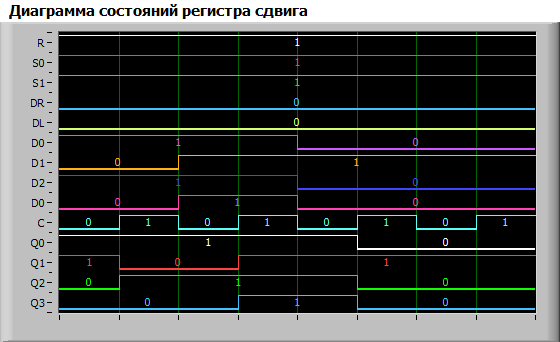 Диаграмма состояний регистра сдвига
R 1
S0 1
S1 1
DR 0
DL 0
D0 1 0
D1 0 1
D2 1 0
D0 0 1 0
C 0 1 0 1 0 1 0 1
Q0 1 0
Q1 1 0 1
Q2 0 1 0
Q3 0 1 0